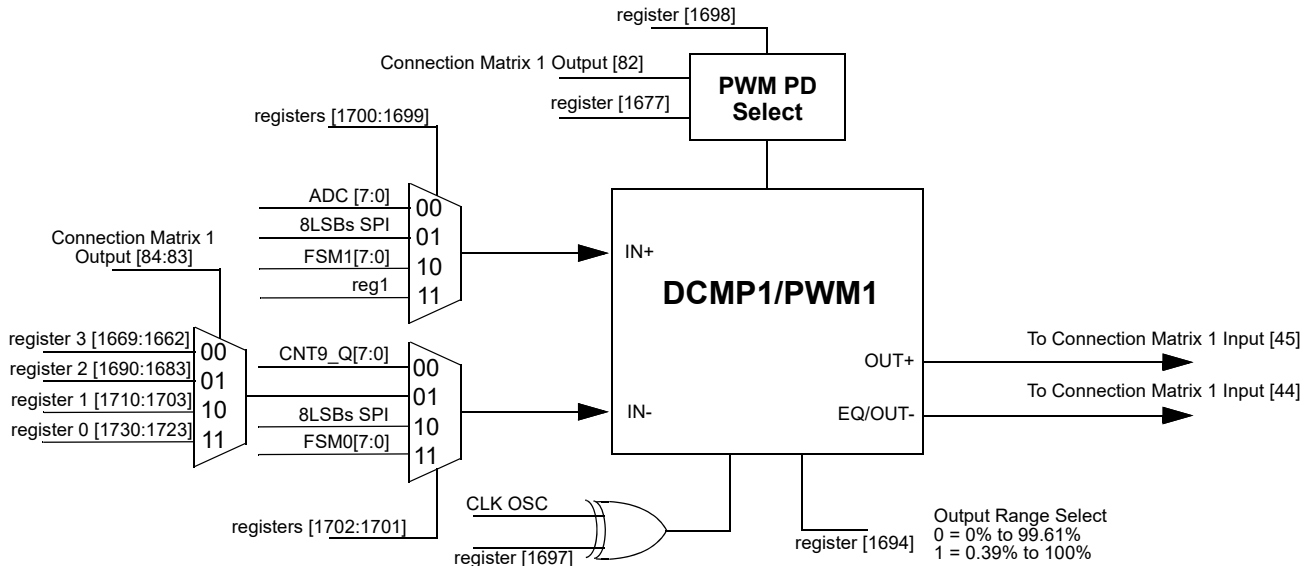 register [1698]
Connection Matrix 1 Output [82]
register [1677]
PWM PD
Select
registers [1700:1699]
ADC [7:0]
8LSBs SPI
FSM1[7:0]
reg1
00
01
10
11
Connection Matrix 1
Output [84:83]
register 3 [1669:1662]
register 2 [1690:1683]
register 1 [1710:1703]
register 0 [1730:1723]
00
01
10
11
CNT9_Q[7:0]
8LSBs SPI
FSM0[7:0]
00
01
10
11
registers [1702:1701]
IN+
IN-
DCMP1/PWM1
OUT+
EQ/OUT-
To Connection Matrix 1 Input [45]
To Connection Matrix 1 Input [44]
CLK OSC
register [1697]
register [1694]
Output Range Select
0 = 0% to 99.61%
1 = 0.39% to 100%